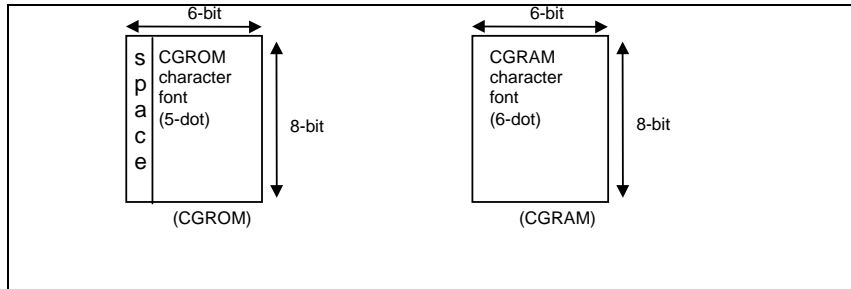 6-bit
space
CGROM
character
font
(5-dot)
8-bit
(CGROM)
6-bit
CGRAM
character
font
(6-dot)
8-bit
(CGRAM)